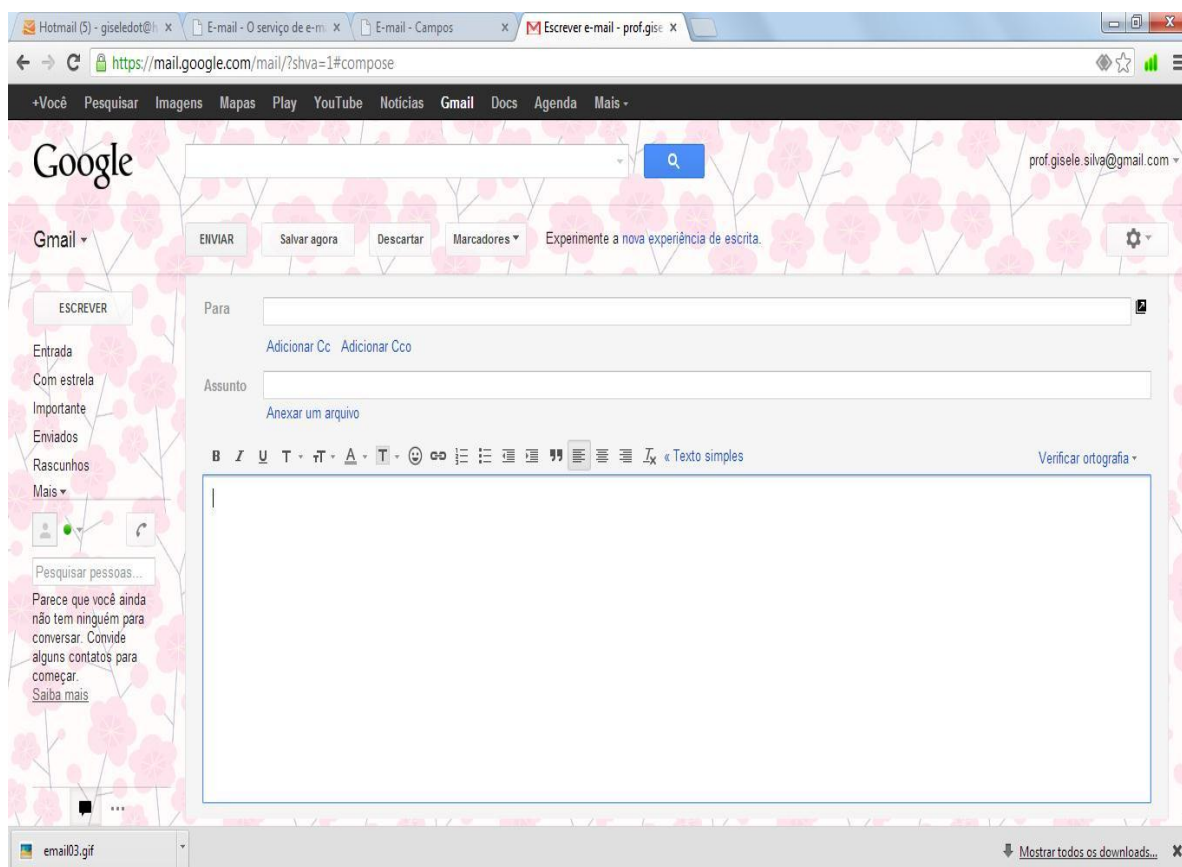 Hotmail (5) - giseledot@h
E-mail - O serviço de e-m
E-mail - Campos
Escrever e-mail - prof.gise
https://mail.google.com/mail/?shva=1#compose
+Você Pesquisar Imagens Mapas Play YouTube Notícias Gmail Docs Agenda Mais
Google
prof.gisele.silva@gmail.com
Gmail
ENVIAR Salvar agora Descartar Marcadores Experimente a nova experiência de escrita.
ESCREVER
Entrada
Com estrela
Importante
Enviados
Rascunhos
Mais
Pesquisar pessoas...
Parece que você ainda
não tem ninguém para
conversar. Convide
alguns contatos para
começar.
Saiba mais
Para
Adicionar Cc Adicionar Cco
Assunto
Anexar um arquivo
B I U T T A T « Texto simples
Verificar ortografia
email03.gif
Mostrar todos os downloads...